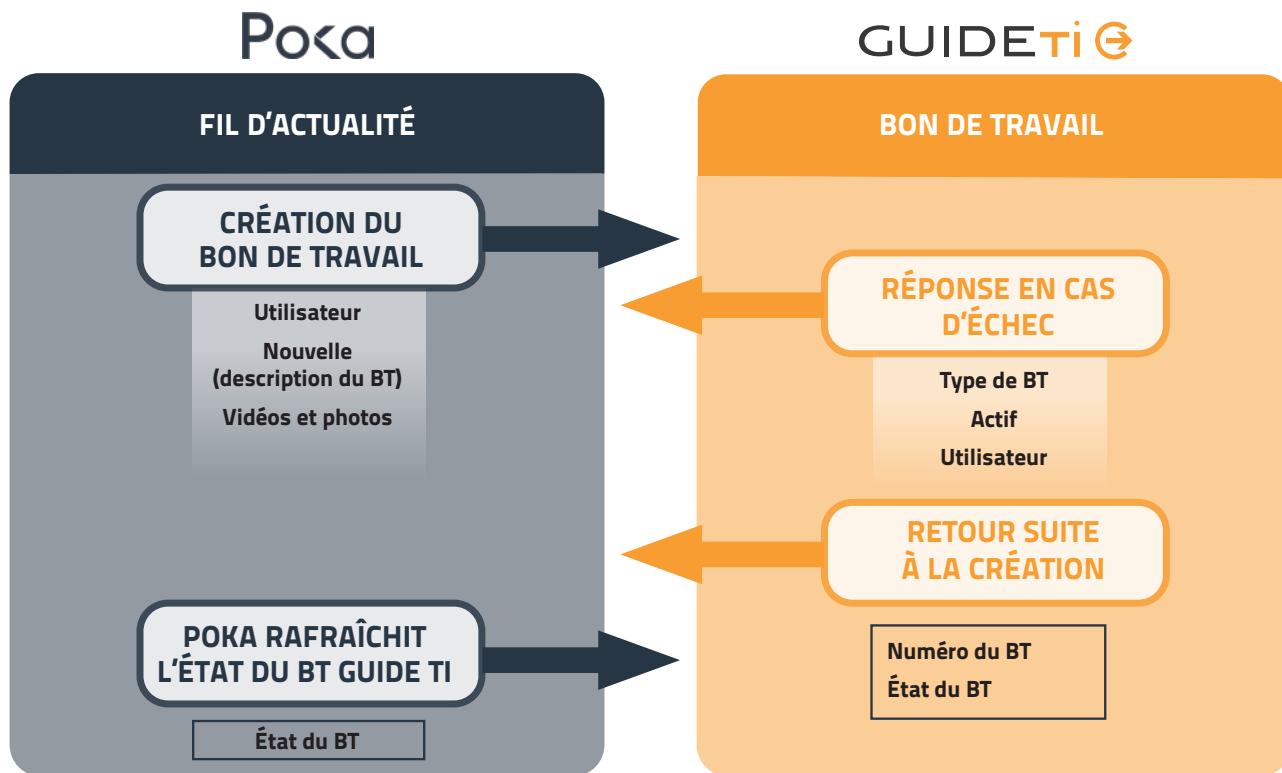 Poka
GUIDETi
FIL D'ACTUALITÉ
BON DE TRAVAIL
CRÉATION DU
BON DE TRAVAIL
Utilisateur
Nouvelle
(description du BT)
Vidéos et photos
RÉPONSE EN CAS
D'ÉCHEC
Type de BT
Actif
Utilisateur
RETOUR SUITE
À LA CRÉATION
Numéro du BT
État du BT
POKA RAFRAÎCHIT
L'ÉTAT DU BT GUIDE TI
État du BT